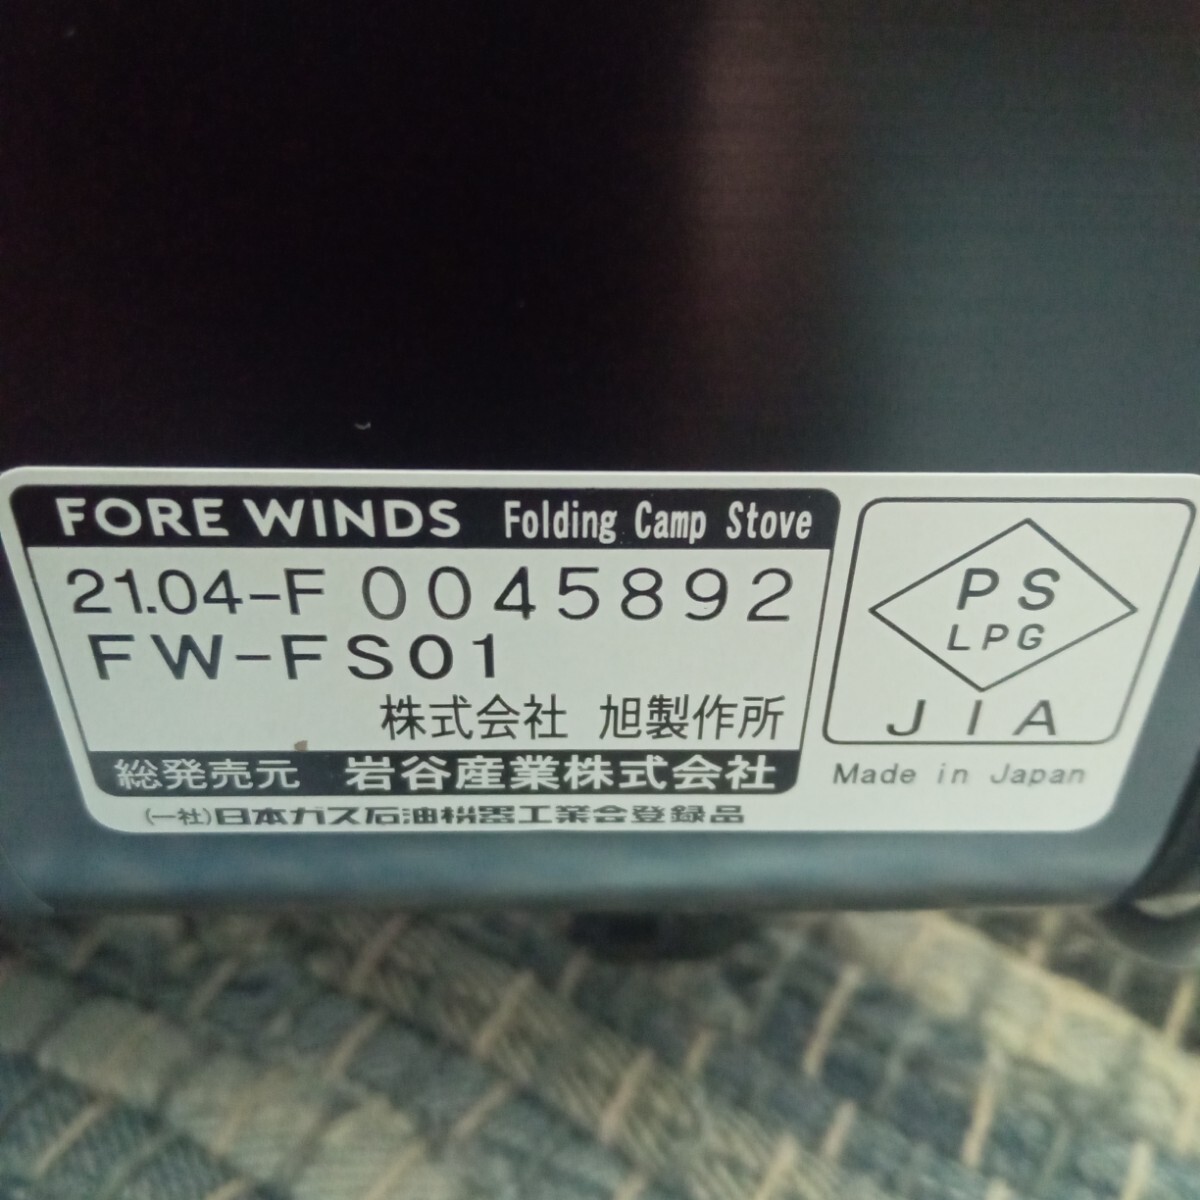 FORE WINDS Folding Camp Stove
21.04-F 0045892
FW-FS01
株式会社 旭製作所
総発売元 岩谷産業株式会社
(一社)日本ガス石油機器工業会登録品
PS
LPG
JIA
Made in Japan